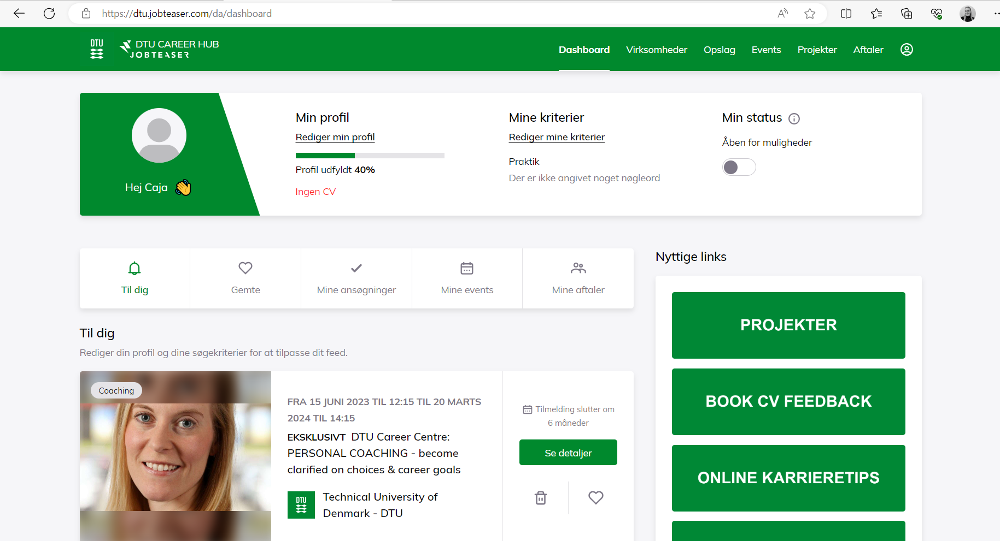 https://dtu.jobteaser.com/da/dashboard
DTU
DTU CAREER HUB
JOBTEASER
Dashboard
Virksomheder
Opslag
Events
Projekter
Aftaler
Hej Caja
Min profil
Rediger min profil
Profil udfyldt 40%
Ingen CV
Mine kriterier
Rediger mine kriterier
Praktik
Der er ikke angivet noget nøgleord
Min status
Åben for muligheder
Til dig
Gemte
Mine ansøgninger
Mine events
Mine aftaler
Til dig
Rediger din profil og dine søgekriterier for at tilpasse dit feed.
Coaching
FRA 15 JUNI 2023 TIL 12:15 TIL 20 MARTS
2024 TIL 14:15
EKSKLUSIVT DTU Career Centre:
PERSONAL COACHING - become
clarified on choices & career goals
DTU
Technical University of
Denmark - DTU
Tilmelding slutter om
6 måneder
Se detaljer
Nyttige links
PROJEKTER
BOOK CV FEEDBACK
ONLINE KARRIERETIPS